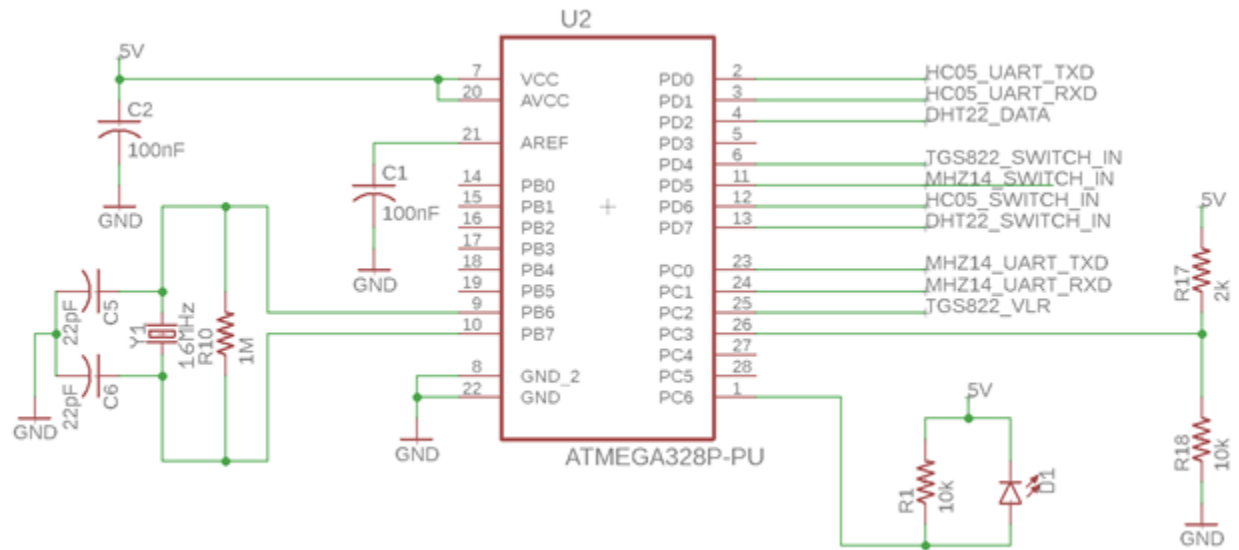 U2
5V
C2
100nF
GND
C1
100nF
GND
7 VCC
20 AVCC
21 AREF
14 PB0
15 PB1
16 PB2
17 PB3
18 PB4
19 PB5
9 PB6
10 PB7
8 GND_2
22 GND
PD0 2 HC05_UART_TXD
PD1 3 HC05_UART_RXD
PD2 4 DHT22_DATA
PD3 5
PD4 6 TGS822_SWITCH_IN
PD5 11 MHZ14_SWITCH_IN
PD6 12 HC05_SWITCH_IN
PD7 13 DHT22_SWITCH_IN
PC0 23 MHZ14_UART_TXD
PC1 24 MHZ14_UART_RXD
PC2 25 TGS822_VLR
PC3 26
PC4 27
PC5 28
PC6 1
ATMEGA328P-PU
22pF
C5
22pF
C6
GND
Y1
16MHz
R10
1M
GND
5V
R1
10k
D1
5V
R17
2k
R18
10k
GND